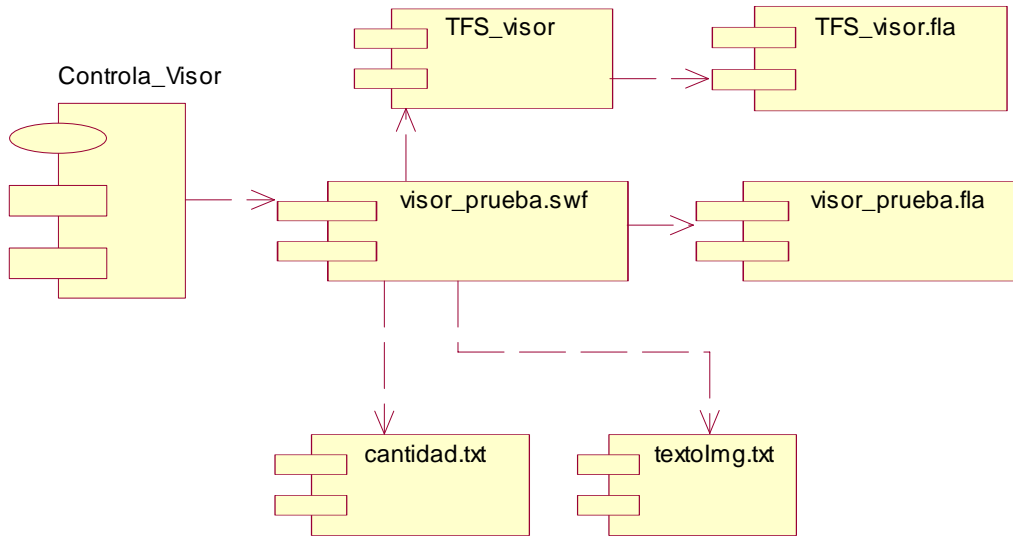 TFS_visor
TFS_visor.fla
Controla_Visor
visor_prueba.swf
visor_prueba.fla
cantidad.txt
textoImg.txt